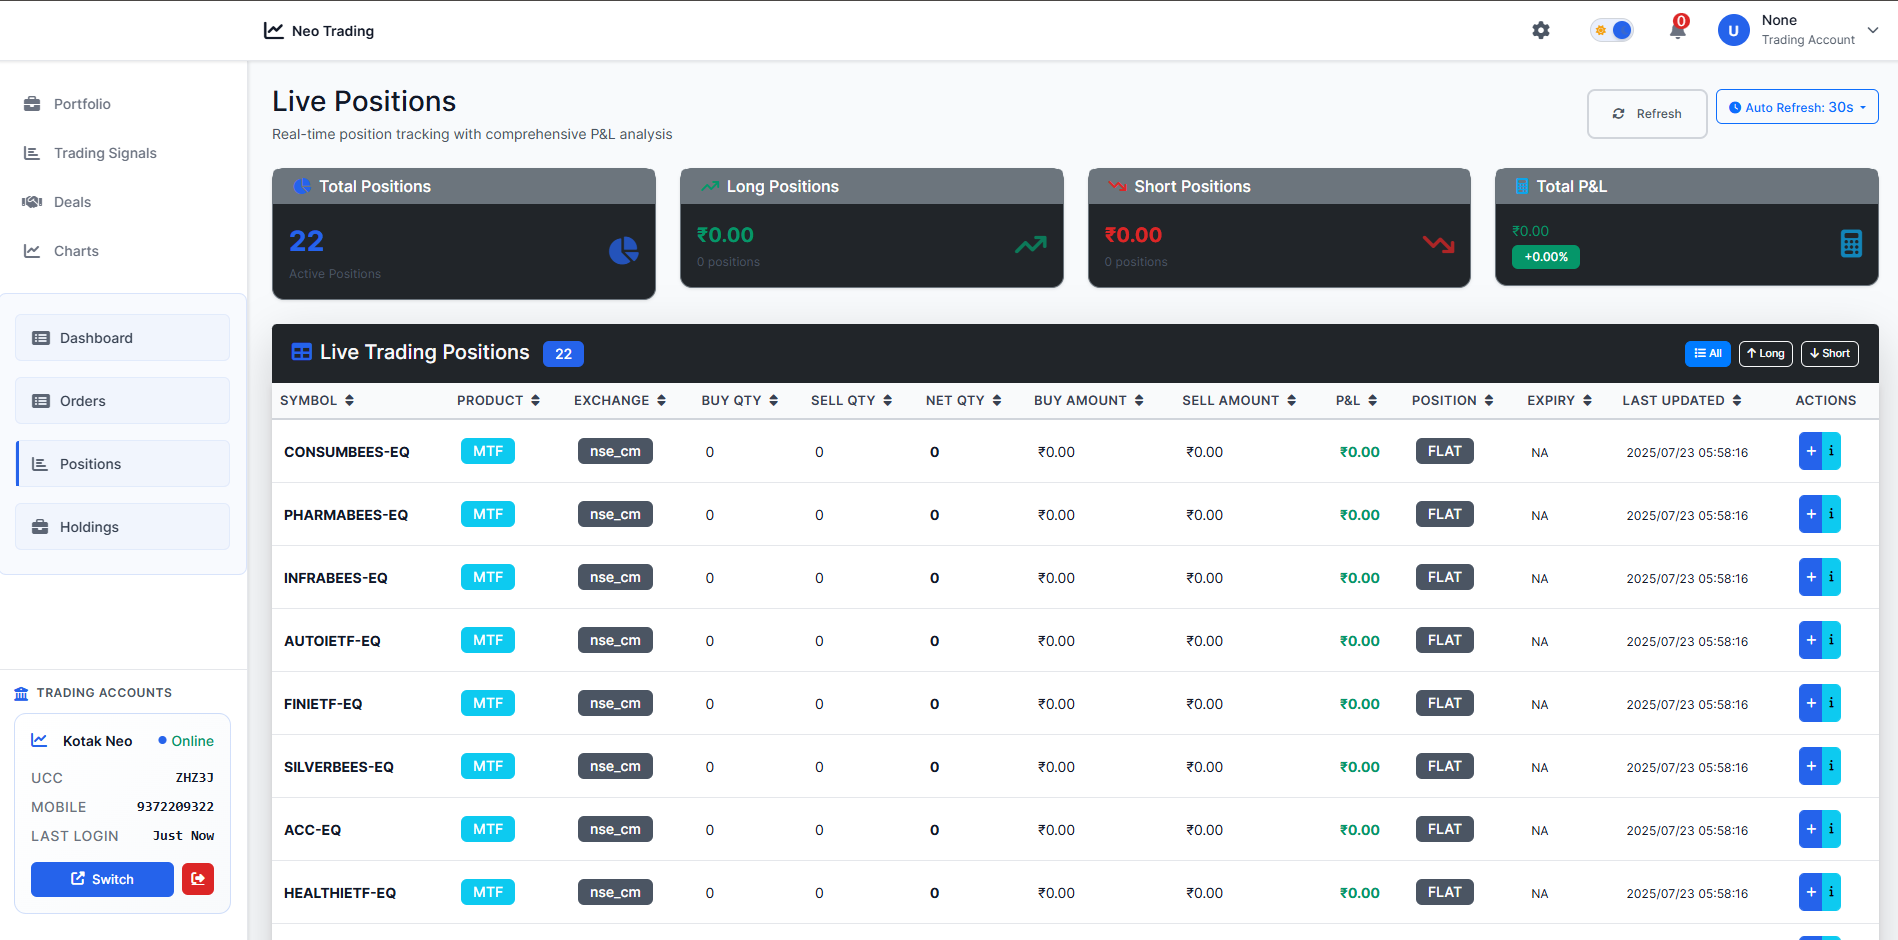 Neo Trading
0
U
None
Trading Account
Portfolio
Trading Signals
Deals
Charts
Dashboard
Orders
Positions
Holdings
TRADING ACCOUNTS
Kotak Neo Online
UCC ZHZ3J
MOBILE 9372209322
LAST LOGIN Just Now
Switch
Live Positions
Real-time position tracking with comprehensive P&L analysis
Refresh
Auto Refresh: 30s
Total Positions
22
Active Positions
Long Positions
₹0.00
0 positions
Short Positions
₹0.00
0 positions
Total P&L
₹0.00
+0.00%
Live Trading Positions 22
All Long Short
SYMBOL PRODUCT EXCHANGE BUY QTY SELL QTY NET QTY BUY AMOUNT SELL AMOUNT P&L POSITION EXPIRY LAST UPDATED ACTIONS
CONSUMBEES-EQ MTF nse_cm 0 0 0 ₹0.00 ₹0.00 ₹0.00 FLAT NA 2025/07/23 05:58:16 + i
PHARMABEES-EQ MTF nse_cm 0 0 0 ₹0.00 ₹0.00 ₹0.00 FLAT NA 2025/07/23 05:58:16 + i
INFRABEES-EQ MTF nse_cm 0 0 0 ₹0.00 ₹0.00 ₹0.00 FLAT NA 2025/07/23 05:58:16 + i
AUTOIETF-EQ MTF nse_cm 0 0 0 ₹0.00 ₹0.00 ₹0.00 FLAT NA 2025/07/23 05:58:16 + i
FINIETF-EQ MTF nse_cm 0 0 0 ₹0.00 ₹0.00 ₹0.00 FLAT NA 2025/07/23 05:58:16 + i
SILVERBEES-EQ MTF nse_cm 0 0 0 ₹0.00 ₹0.00 ₹0.00 FLAT NA 2025/07/23 05:58:16 + i
ACC-EQ MTF nse_cm 0 0 0 ₹0.00 ₹0.00 ₹0.00 FLAT NA 2025/07/23 05:58:16 + i
HEALTHIETF-EQ MTF nse_cm 0 0 0 ₹0.00 ₹0.00 ₹0.00 FLAT NA 2025/07/23 05:58:16 + i